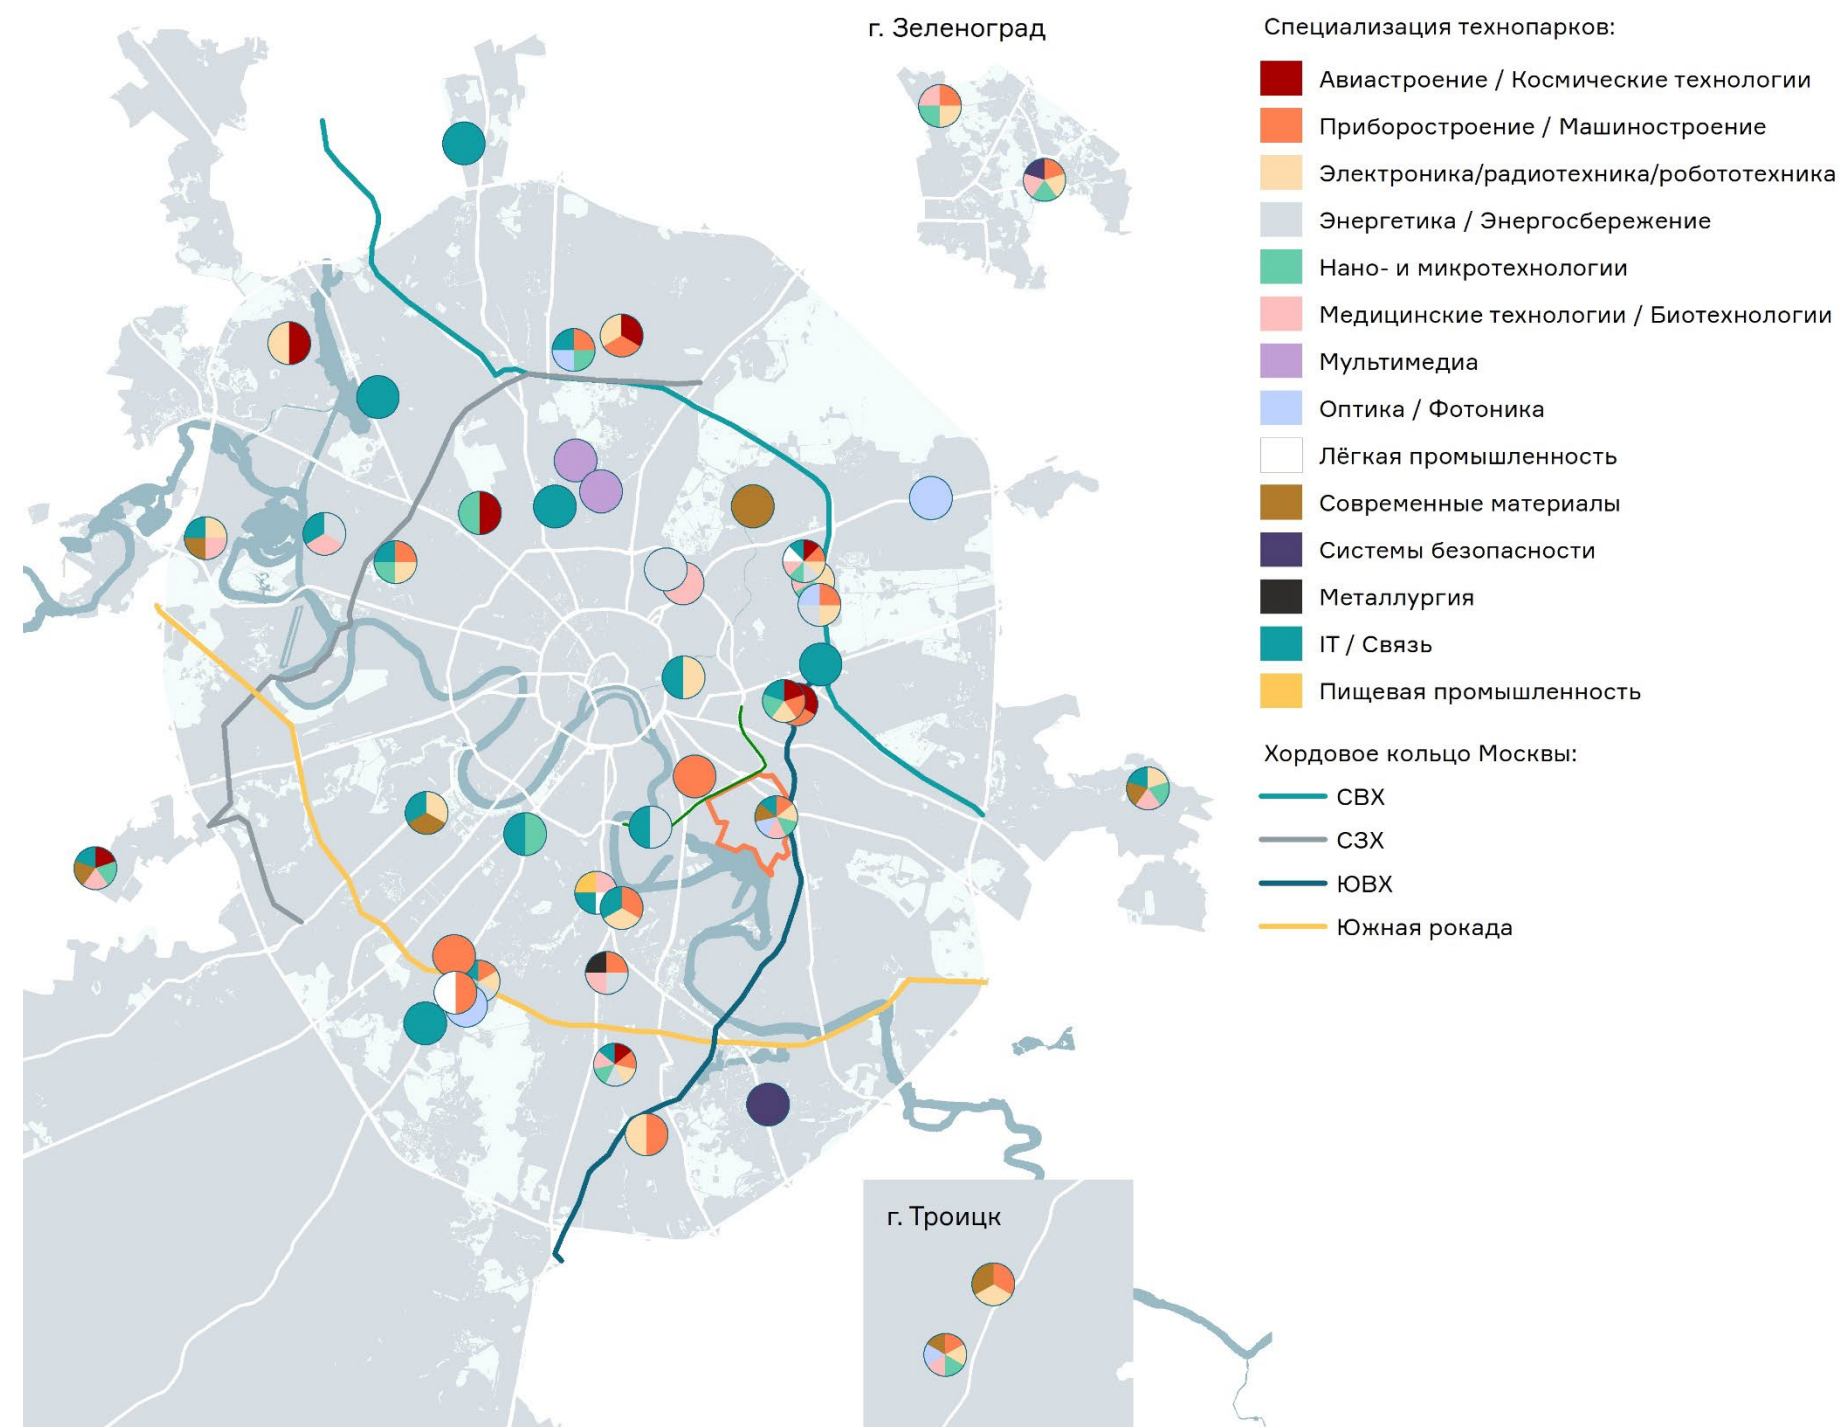 г. Зеленоград
Специализация технопарков:
Авиастроение / Космические технологии
Приборостроение / Машиностроение
Электроника/радиотехника/робототехника
Энергетика / Энергосбережение
Нано- и микротехнологии
Медицинские технологии / Биотехнологии
Мультимедиа
Оптика / Фотоника
Лёгкая промышленность
Современные материалы
Системы безопасности
Металлургия
IT / Связь
Пищевая промышленность
Хордовое кольцо Москвы:
СВХ
СЗХ
ЮВХ
Южная рокада
г. Троицк